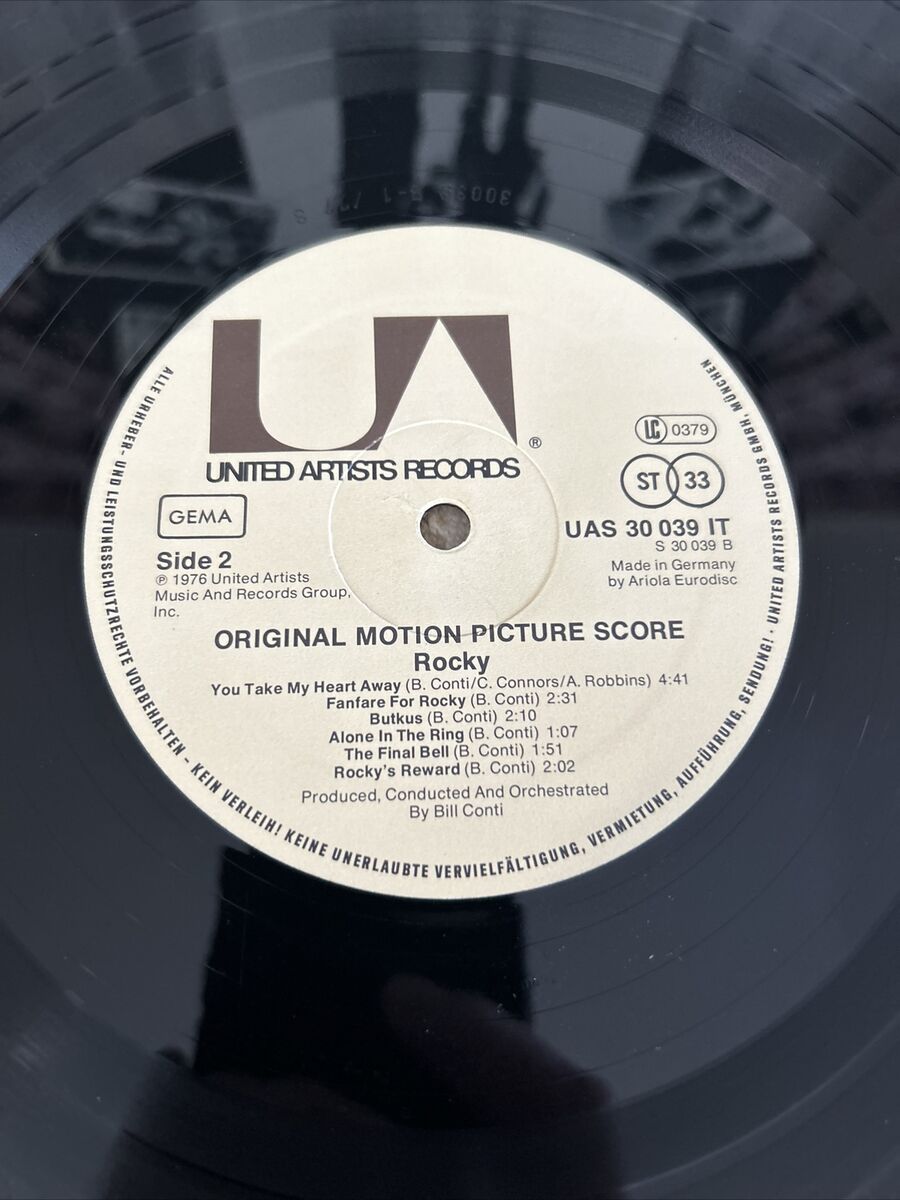 30039 B-1 /77 S
UA
®
UNITED ARTISTS RECORDS
LC 0379
ST 33
GEMA
UAS 30 039 IT
S 30 039 B
Side 2
Made in Germany
by Ariola Eurodisc
℗ 1976 United Artists
Music And Records Group,
Inc.
ORIGINAL MOTION PICTURE SCORE
Rocky
You Take My Heart Away (B. Conti/C. Connors/A. Robbins) 4:41
Fanfare For Rocky (B. Conti) 2:31
Butkus (B. Conti) 2:10
Alone In The Ring (B. Conti) 1:07
The Final Bell (B. Conti) 1:51
Rocky's Reward (B. Conti) 2:02
Produced, Conducted And Orchestrated
By Bill Conti
ALLE URHEBER- UND LEISTUNGSSCHUTZRECHTE VORBEHALTEN - KEIN VERLEIH! KEINE UNERLAUBTE VERVIELFÄLTIGUNG, VERMIETUNG, AUFFÜHRUNG, SENDUNG! · UNITED ARTISTS RECORDS GMBH, MÜNCHEN